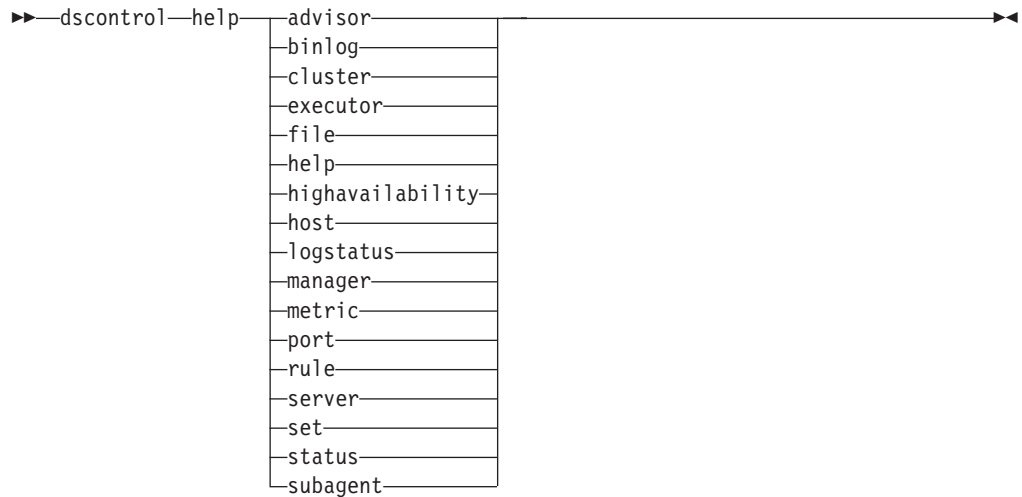 dscontrol help advisor
binlog
cluster
executor
file
help
highavailability
host
logstatus
manager
metric
port
rule
server
set
status
subagent